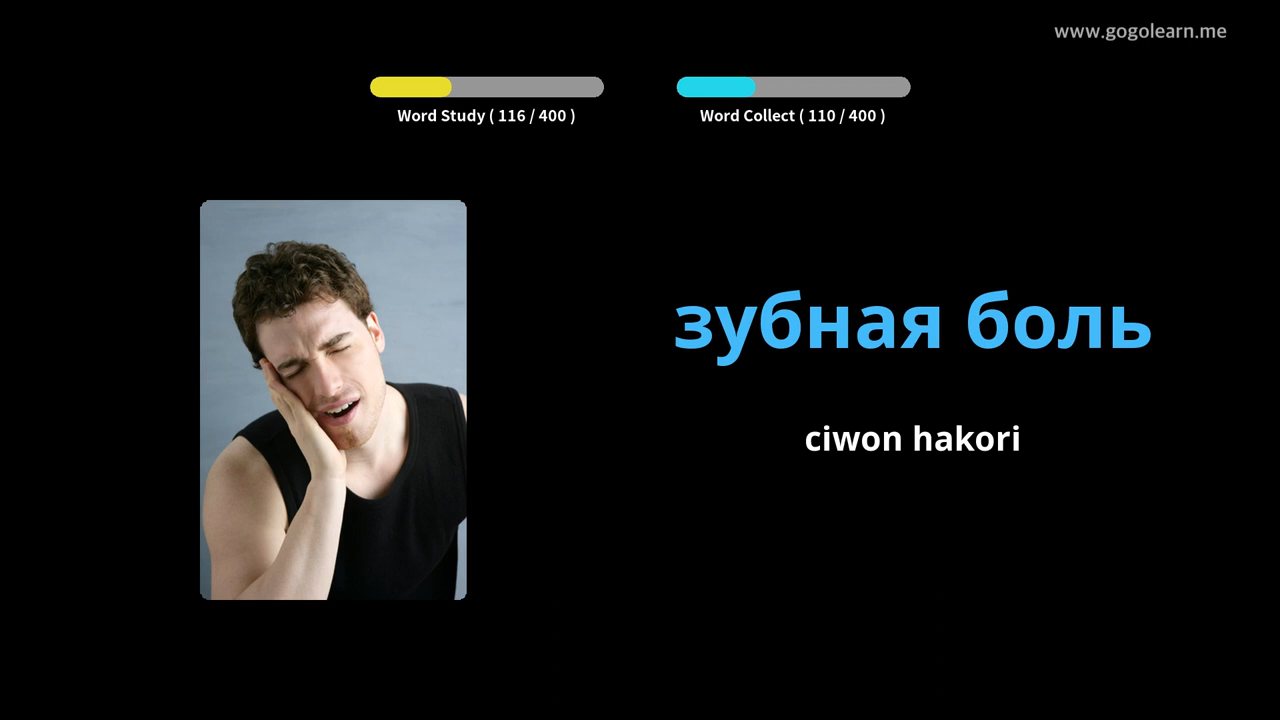 www.gogolearn.me
Word Study ( 116 / 400 )
Word Collect ( 110 / 400 )
зубная боль
ciwon hakori